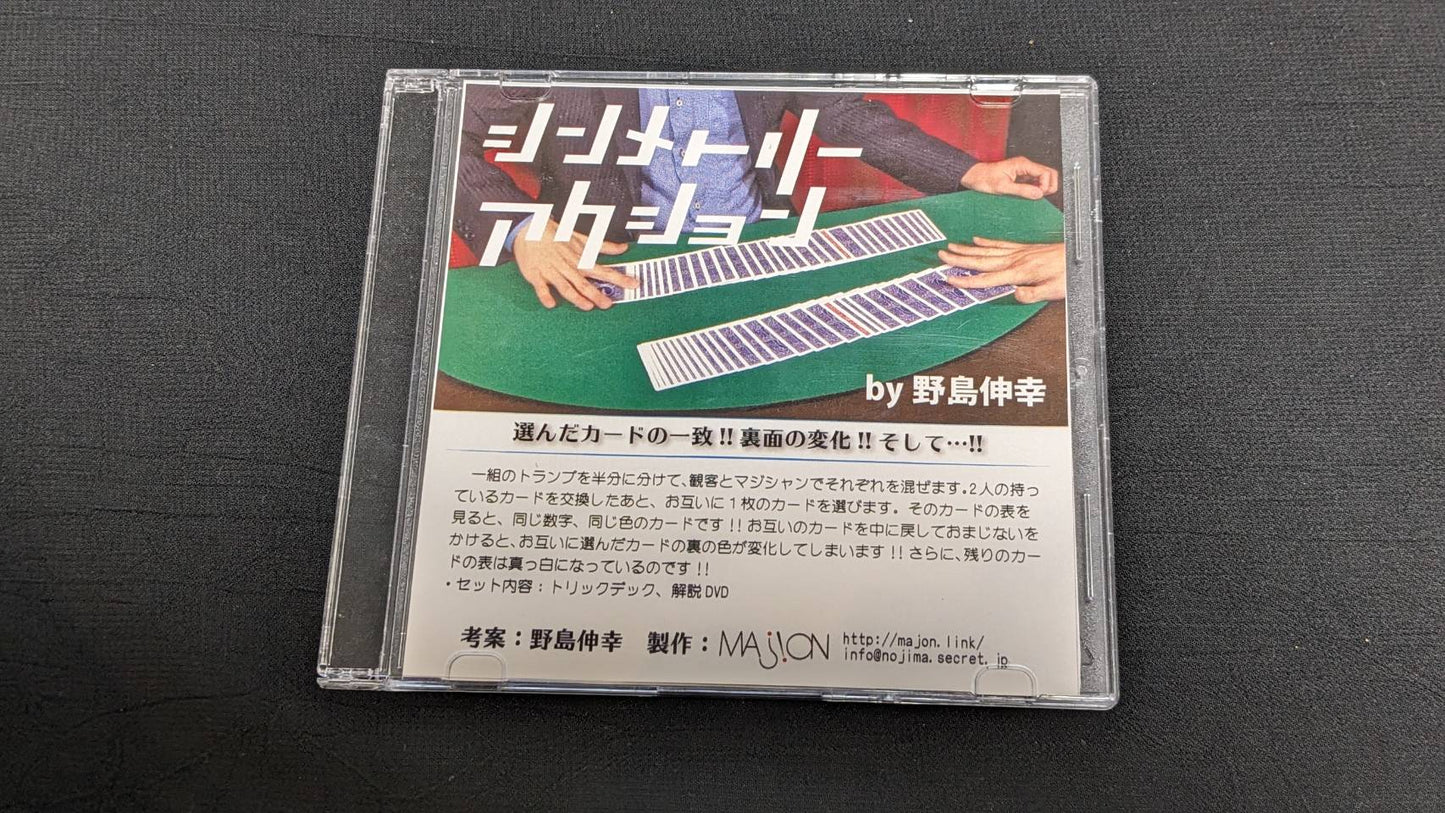 シンメトリー
アクション
by 野島伸幸
選んだカードの一致!!裏面の変化!!そして…!!
一組のトランプを半分に分けて、観客とマジシャンでそれぞれを混ぜます。2人の持っ
ているカードを交換したあと、お互いに1枚のカードを選びます。そのカードの表を
見ると、同じ数字、同じ色のカードです!!お互いのカードを中に戻しておまじないを
かけると、お互いに選んだカードの裏の色が変化してしまいます!!さらに、残りのカー
ドの表は真っ白になっているのです!!
・セット内容:トリックデック、解説DVD
考案:野島伸幸 製作:MAJION http://majon.link/
info@nojima.secret.jp